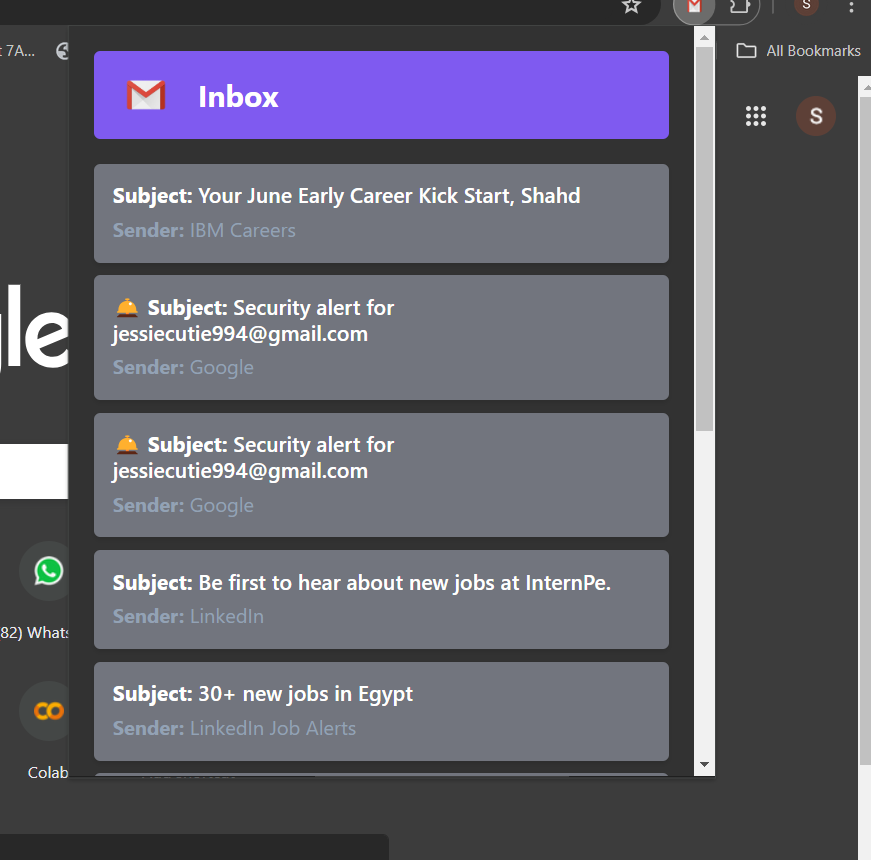 S
7A...
All Bookmarks
Inbox
S
Subject: Your June Early Career Kick Start, Shahd
Sender: IBM Careers
Subject: Security alert for
jessiecutie994@gmail.com
Sender: Google
gle
Subject: Security alert for
jessiecutie994@gmail.com
Sender: Google
Subject: Be first to hear about new jobs at InternPe.
Sender: LinkedIn
82) Whats
Subject: 30+ new jobs in Egypt
Sender: LinkedIn Job Alerts
Colab